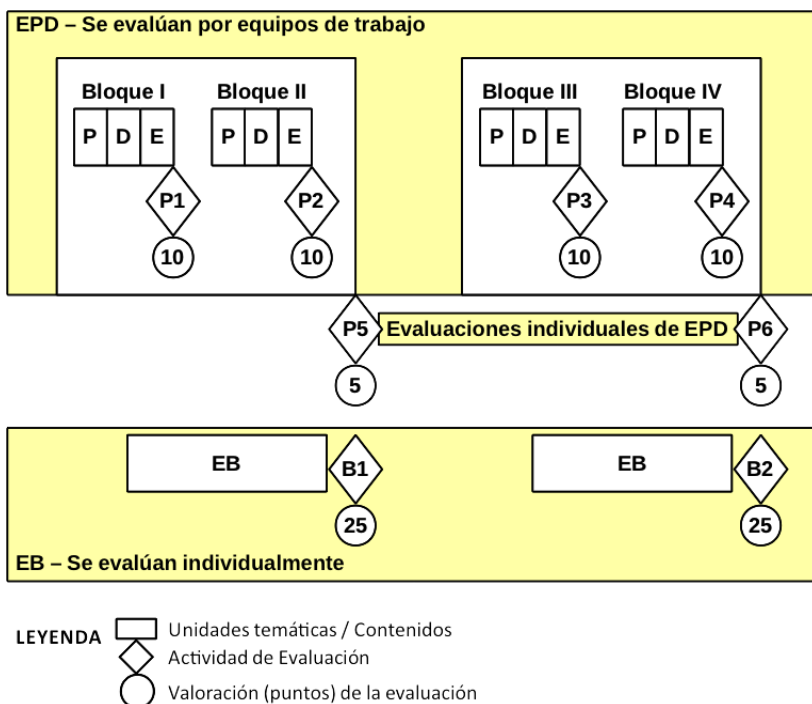 EPD – Se evalúan por equipos de trabajo
Bloque I Bloque II Bloque III Bloque IV
P D E P D E P D E P D E
P1 P2 P3 P4
10 10 10 10
P5 Evaluaciones individuales de EPD P6
5 5
EB B1 EB B2
25 25
EB – Se evalúan individualmente
LEYENDA Unidades temáticas / Contenidos
Actividad de Evaluación
Valoración (puntos) de la evaluación